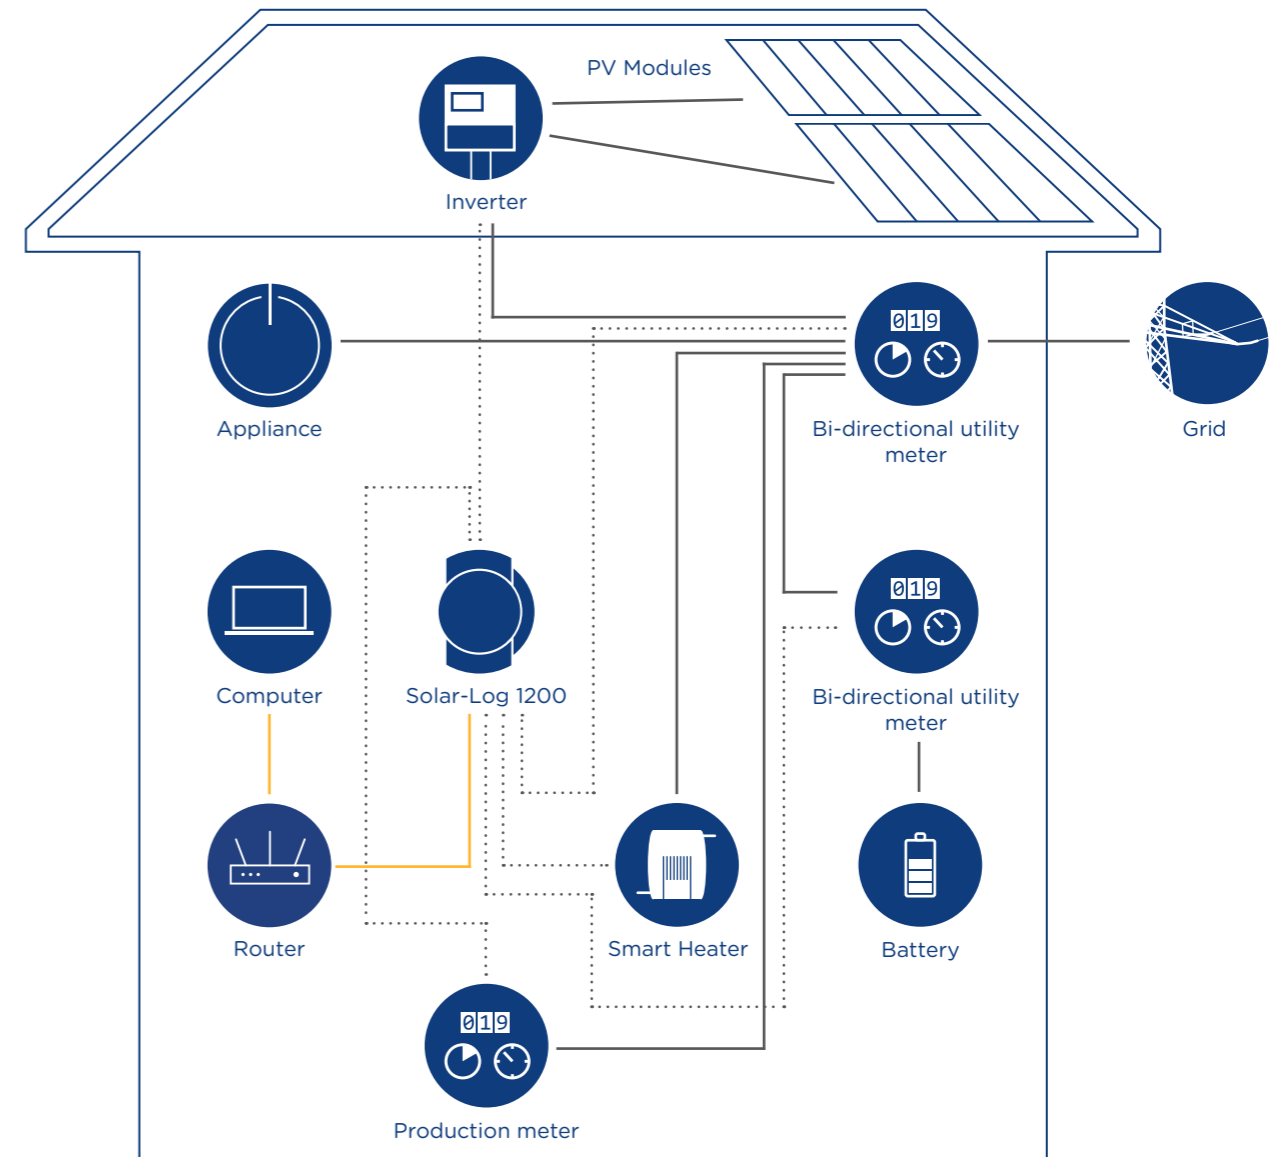 PV Modules
Inverter
019
Appliance
Bi-directional utility
meter
Grid
019
Computer
Solar-Log 1200
Bi-directional utility
meter
Router
Smart Heater
Battery
019
Production meter